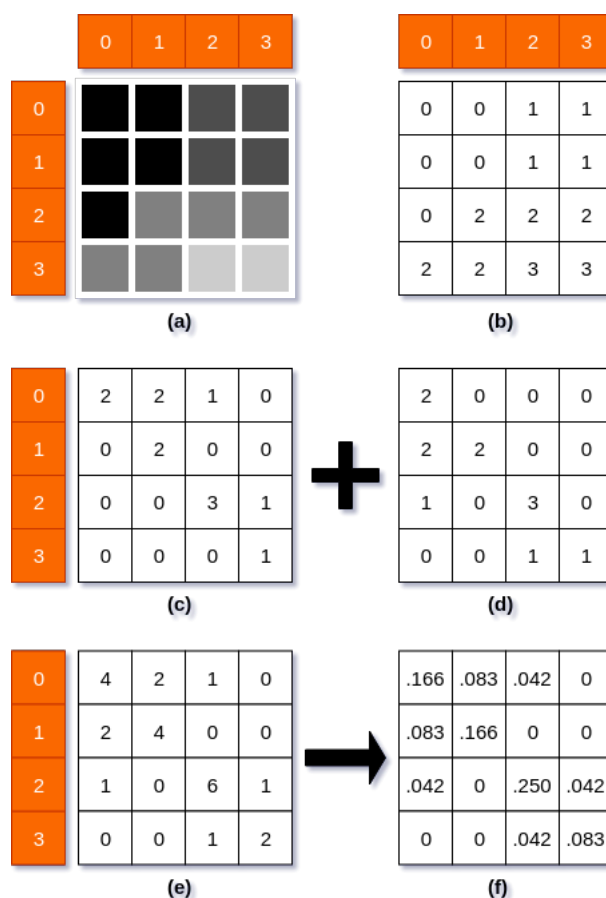 0 1 2 3 0 1 2 3
0 0 0 1 1
1 0 0 1 1
2 0 2 2 2
3 2 2 3 3
(a) (b)
0 2 2 1 0 2 0 0 0
1 0 2 0 0 2 2 0 0
2 0 0 3 1 1 0 3 0
3 0 0 0 1 0 0 1 1
(c) (d)
0 4 2 1 0 .166 .083 .042 0
1 2 4 0 0 .083 .166 0 0
2 1 0 6 1 .042 0 .250 .042
3 0 0 1 2 0 0 .042 .083
(e) (f)